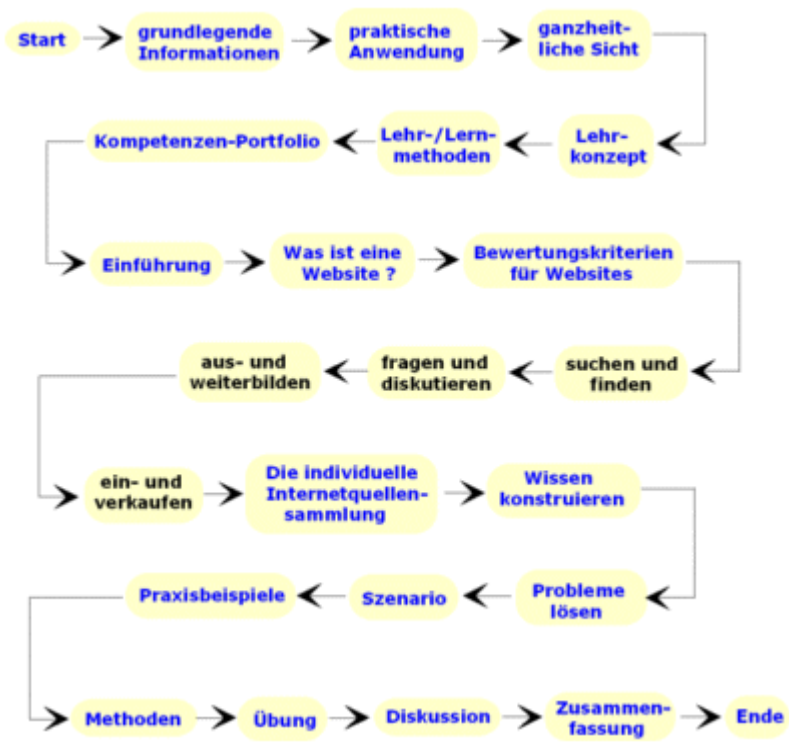 Start
grundlegende
Informationen
praktische
Anwendung
ganzheit-
liche Sicht
Lehr-
konzept
Lehr-/Lern-
methoden
Kompetenzen-Portfolio
Einführung
Was ist eine
Website ?
Bewertungskriterien
für Websites
suchen und
finden
fragen und
diskutieren
aus- und
weiterbilden
ein- und
verkaufen
Die individuelle
Internetquellen-
sammlung
Wissen
konstruieren
Probleme
lösen
Szenario
Praxisbeispiele
Methoden
Übung
Diskussion
Zusammen-
fassung
Ende